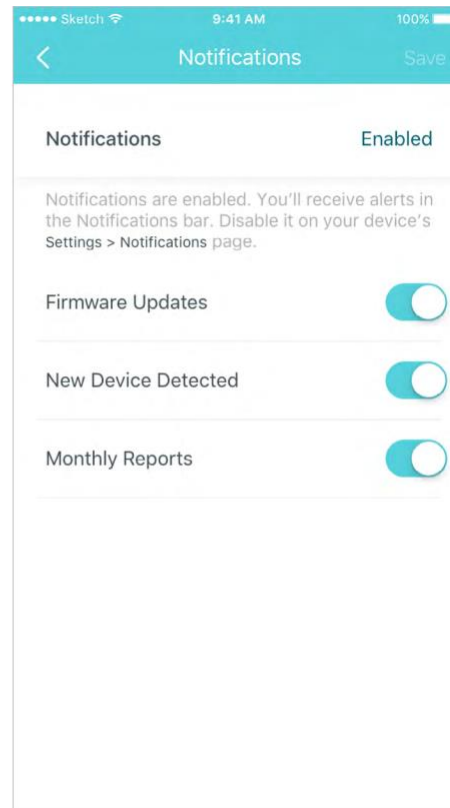 Sketch 9:41 AM 100%
Notifications Save
Notifications Enabled
Notifications are enabled. You'll receive alerts in
the Notifications bar. Disable it on your device's
Settings > Notifications page.
Firmware Updates
New Device Detected
Monthly Reports